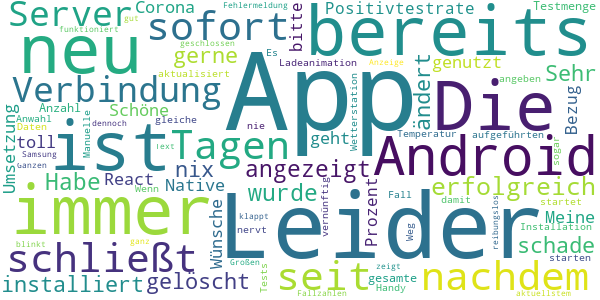 Server
Corona
Fehlermeldung
Positivtestrate
Testmenge
funktioniert
gut
sofort
bitte
bereits
neu
geschlossen
Es
Ladeanimation
Anzeige
gerne
genutzt
aktualisiert
App
Wetterstation
ändert
Sehr
angeben
Verbindung
Die
Bezug
Umsetzung
Anzahl
Schöne
Anwahl
Daten
Manuelle
gleiche
nie
geht
Temperatur
aufgeführten
toll
dennoch
ist
Tagen
Android
sogar
Samsung
Text
Ganzen
nix
angezeigt
Habe
React
Native
wurde
Prozent
erfolgreich
Wenn
Wünsche
vernünftig
Fall
damit
startet
immer
Leider
Meine
klappt
Weg
reibungslos
Installation
nervt
schade
blinkt
ganz
schließt
seit
gesamte
zeigt
nachdem
starten
installiert
gelöscht
Tests
Großen
Handy
Fallzahlen
aktuellstem